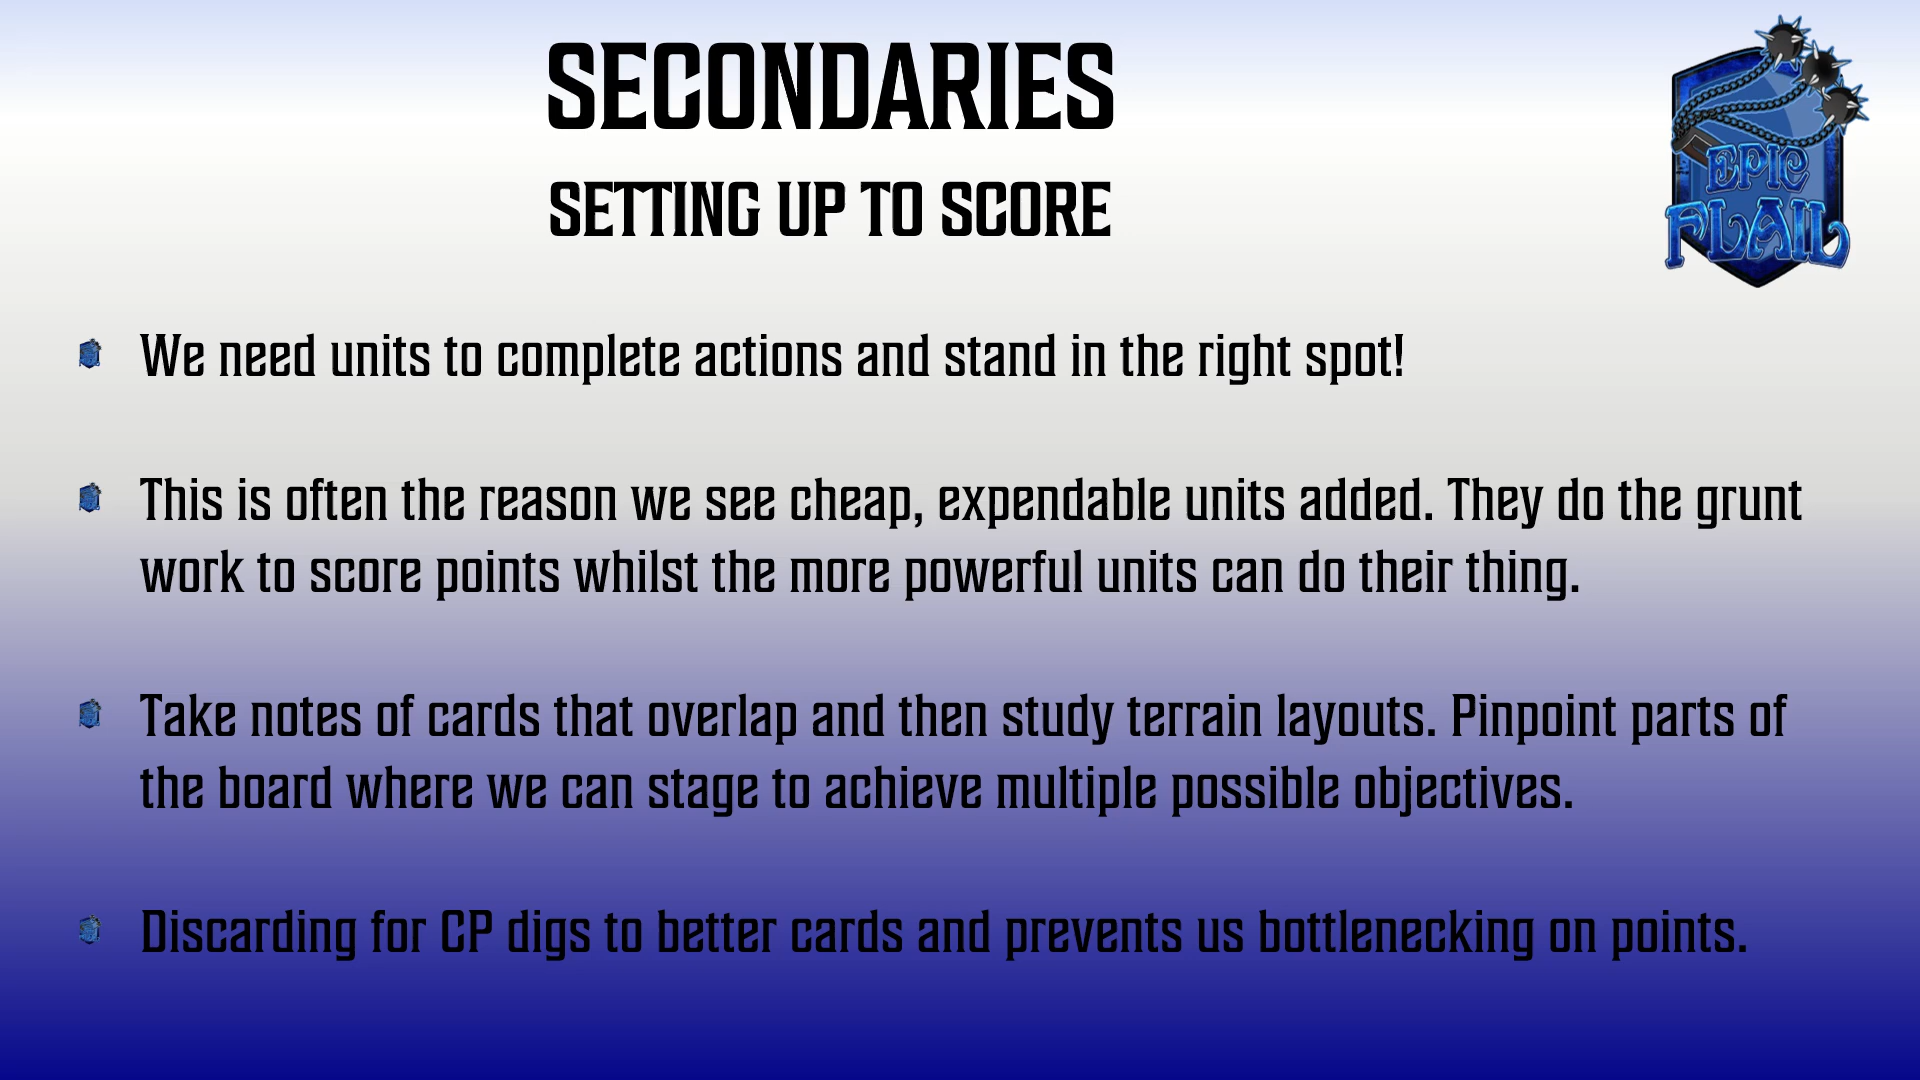 SECONDARIES
SETTING UP TO SCORE
EPIC
FLAIL
We need units to complete actions and stand in the right spot!
This is often the reason we see cheap, expendable units added. They do the grunt
work to score points whilst the more powerful units can do their thing.
Take notes of cards that overlap and then study terrain layouts. Pinpoint parts of
the board where we can stage to achieve multiple possible objectives.
Discarding for CP digs to better cards and prevents us bottlenecking on points.